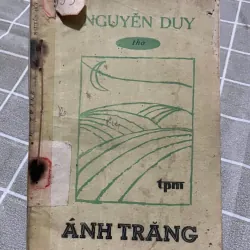 NGUYỄN DUY
thơ
tpm
ÁNH TRĂNG